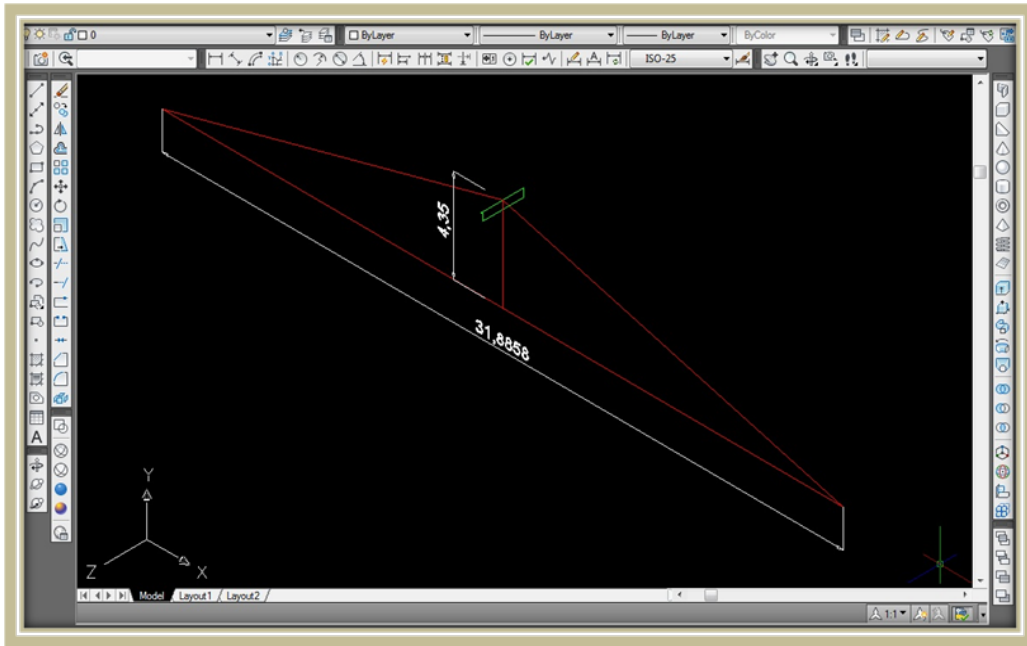 0 ByLayer ByLayer ByLayer ByColor
ISO-25
4,35
31,8858
A
Y
Z X
Model Layout1 Layout2
1:1